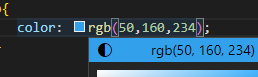 {
color: rgb(50,160,234);
rgb(50, 160, 234)